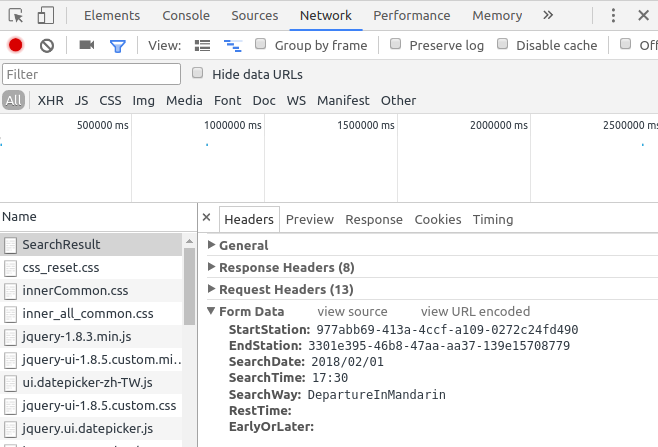 Elements Console Sources Network Performance Memory »
View: Group by frame Preserve log Disable cache Off
Filter Hide data URLs
All XHR JS CSS Img Media Font Doc WS Manifest Other
500000 ms 1000000 ms 1500000 ms 2000000 ms 2500000 ms
Name
× Headers Preview Response Cookies Timing
SearchResult
css_reset.css
innerCommon.css
inner_all_common.css
jquery-1.8.3.min.js
jquery-ui-1.8.5.custom.mi…
ui.datepicker-zh-TW.js
jquery-ui-1.8.5.custom.css
jquery.ui.datepicker.js
General
Response Headers (8)
Request Headers (13)
Form Data view source view URL encoded
StartStation: 977abb69-413a-4ccf-a109-0272c24fd490
EndStation: 3301e395-46b8-47aa-aa37-139e15708779
SearchDate: 2018/02/01
SearchTime: 17:30
SearchWay: DepartureInMandarin
RestTime:
EarlyOrLater: